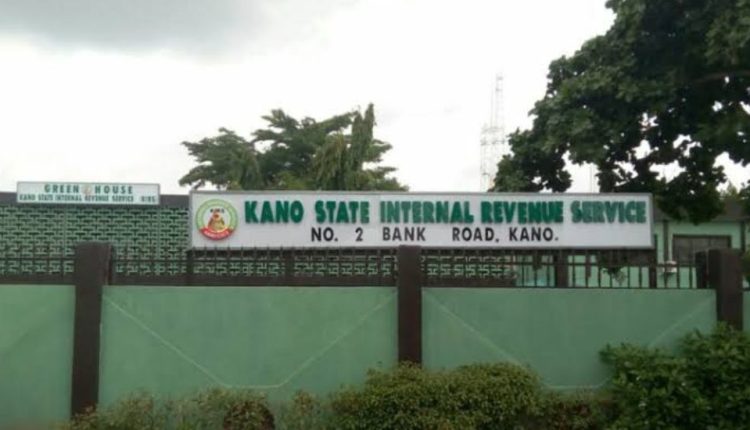 GREEN HOUSE
KANO STATE INTERNAL REVENUE SERVICE
KANO STATE INTERNAL REVENUE SERVICE
NO. 2 BANK ROAD, KANO.